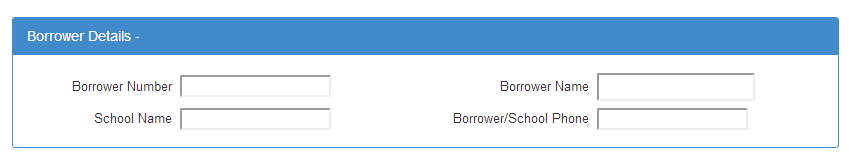 Borrower Details -
Borrower Number Borrower Name
School Name Borrower/School Phone